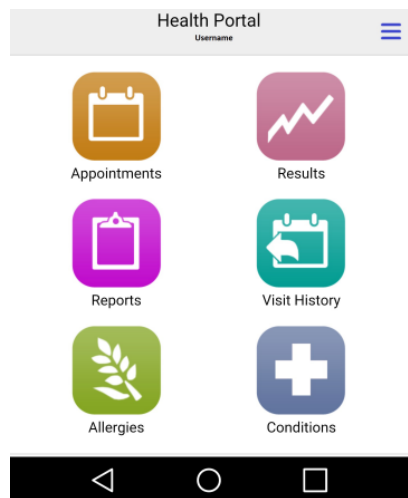 Health Portal
Username
Appointments
Results
Reports
Visit History
Allergies
Conditions